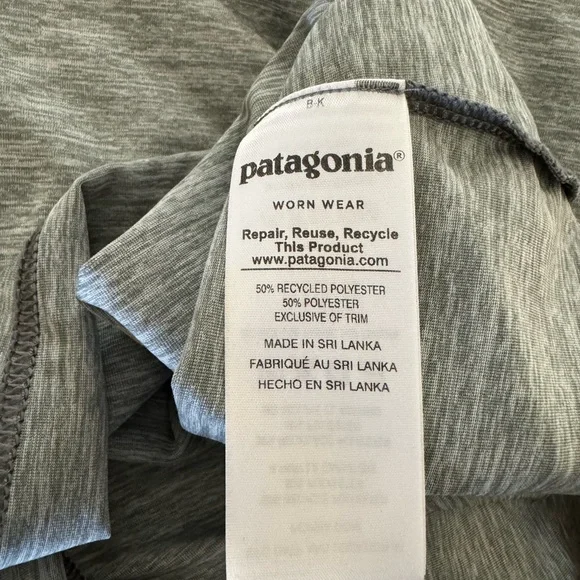 B-K
patagonia®
WORN WEAR
Repair, Reuse, Recycle
This Product
www.patagonia.com
50% RECYCLED POLYESTER
50% POLYESTER
EXCLUSIVE OF TRIM
MADE IN SRI LANKA
FABRIQUÉ AU SRI LANKA
HECHO EN SRI LANKA